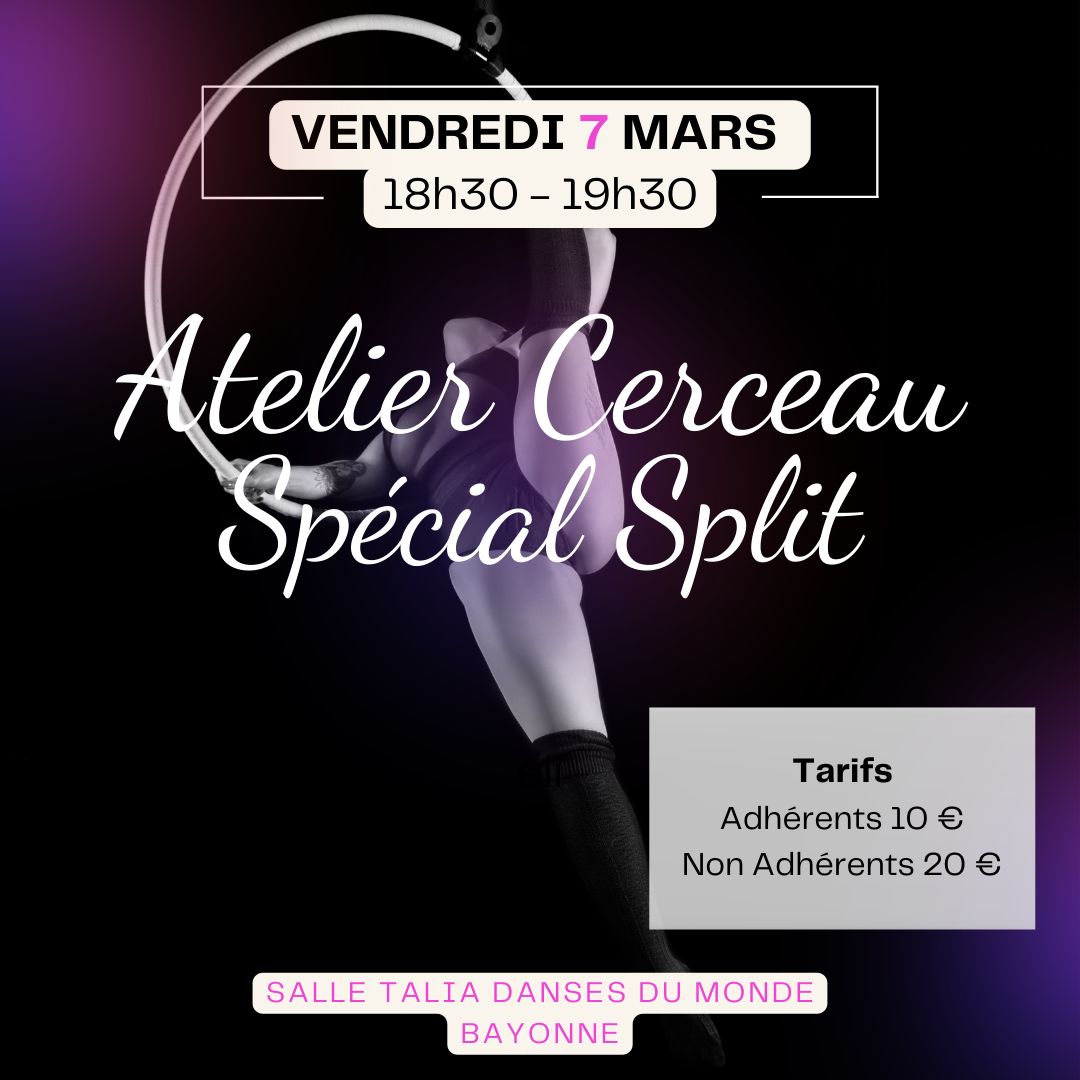 VENDREDI 7 MARS
18h30 - 19h30
Atelier Cerceau
Spécial Split
Tarifs
Adhérents 10 €
Non Adhérents 20 €
SALLE TALIA DANSES DU MONDE
BAYONNE